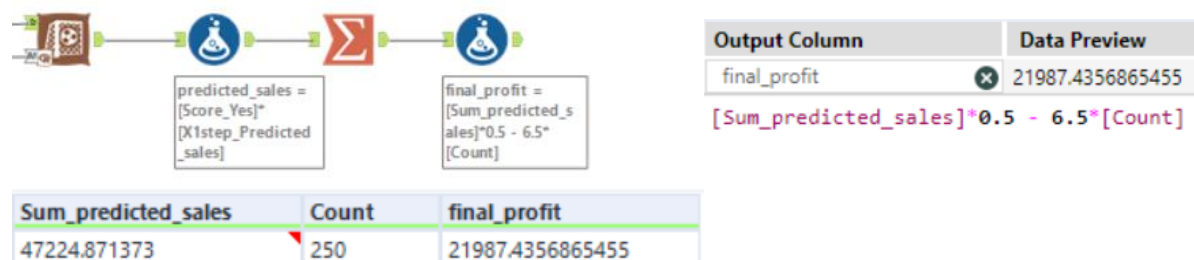 predicted_sales =
[Score_Yes]*
[X1step_Predicted
_sales]
final_profit =
[Sum_predicted_s
ales]*0.5 - 6.5*
[Count]
Output Column Data Preview
final_profit 21987.4356865455
[Sum_predicted_sales]*0.5 - 6.5*[Count]
Sum_predicted_sales Count final_profit
47224.871373 250 21987.4356865455